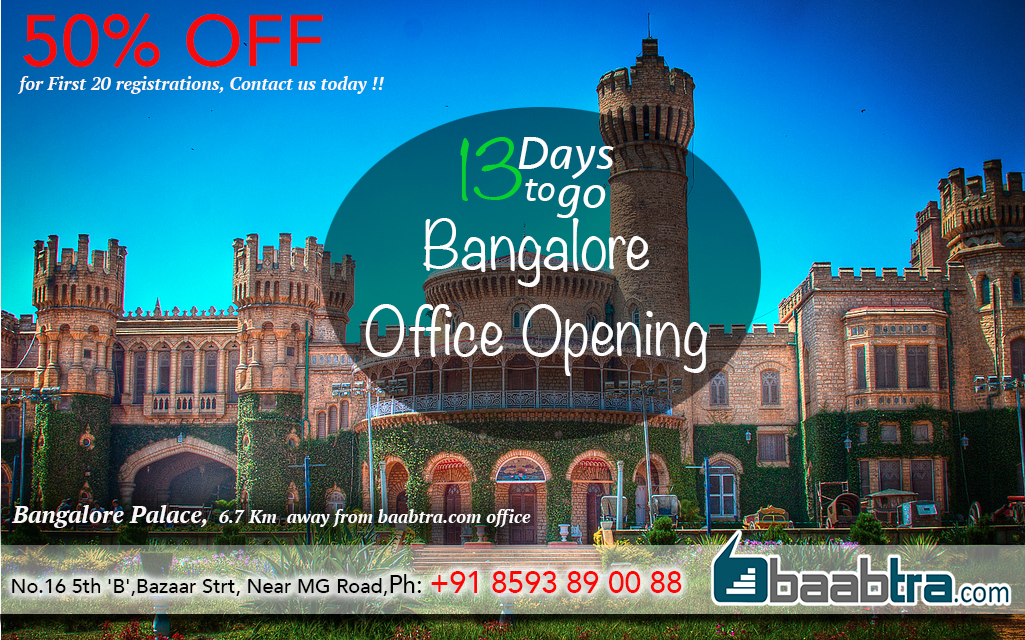 50% OFF
for First 20 registrations, Contact us today !!
13 Days
to go
Bangalore
Office Opening
Bangalore Palace, 6.7 Km away from baabtra.com office
No.16 5th 'B',Bazaar Strt, Near MG Road,Ph: +91 8593 89 00 88
baabtra.com